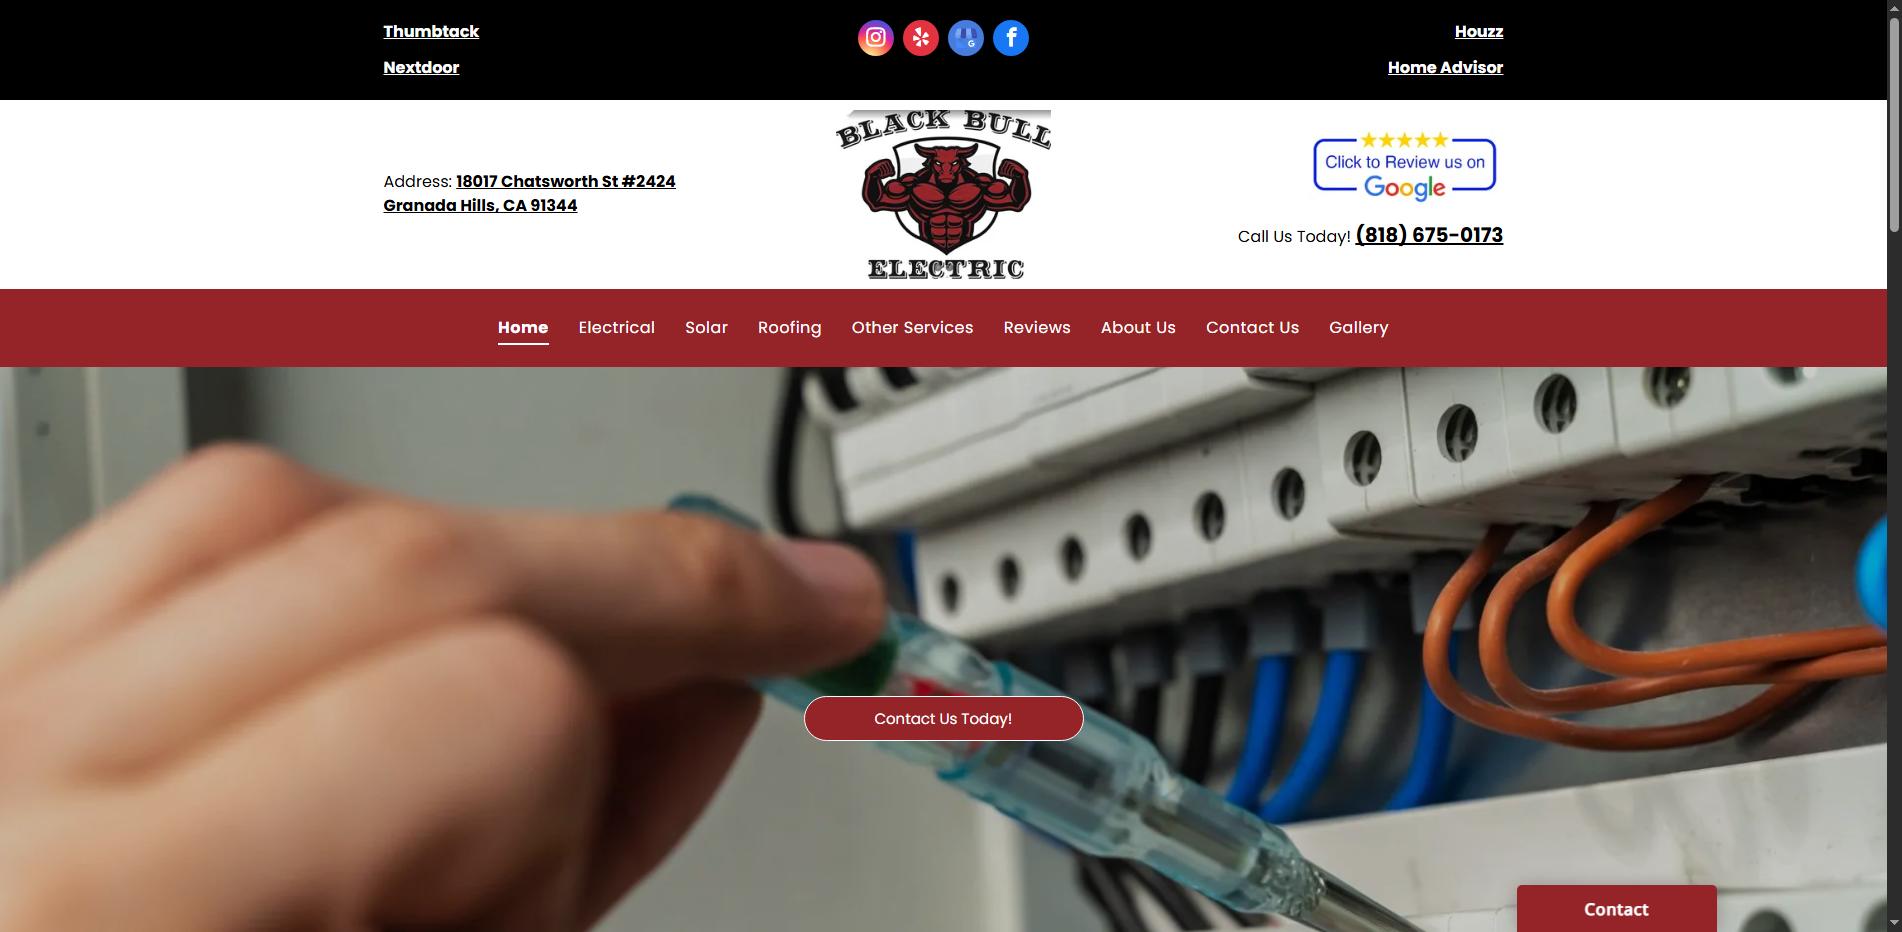 Thumbtack
Nextdoor
Houzz
Home Advisor
Address: 18017 Chatsworth St #2424
Granada Hills, CA 91344
BLACK BULL
ELECTRIC
Click to Review us on
Google
Call Us Today! (818) 675-0173
Home Electrical Solar Roofing Other Services Reviews About Us Contact Us Gallery
Contact Us Today!
Contact